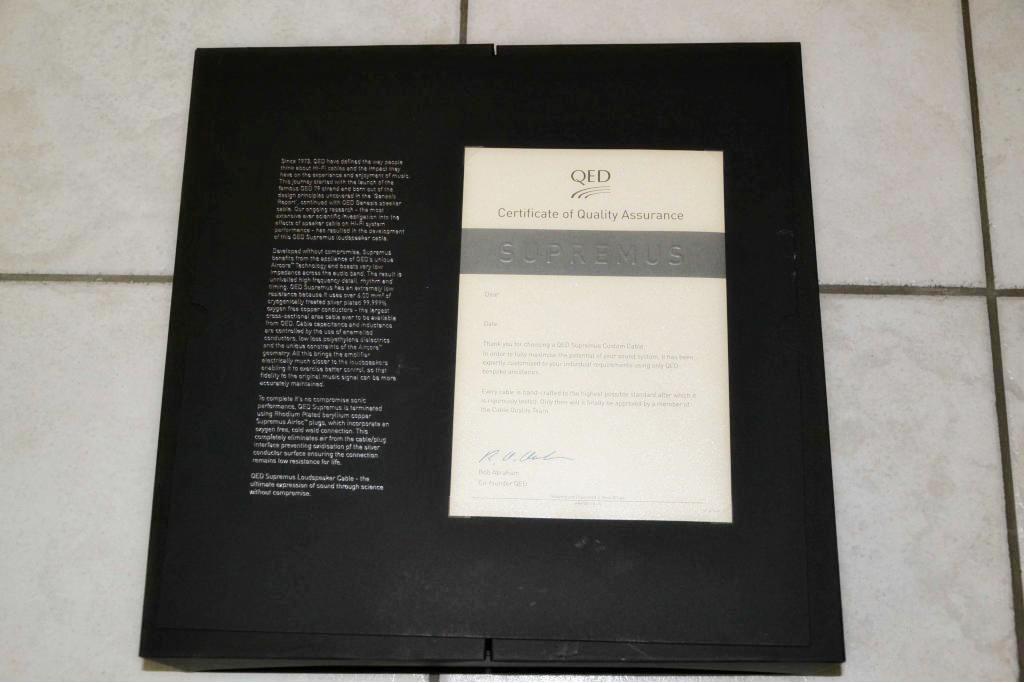 Since 1973, QED have defined the way people
think about Hi-Fi cables and the impact they
have on the experience and enjoyment of music.
This journey started with the launch of the
famous QED 79 strand and born out of the
design principles uncovered in the 'Genesis
Report', continued with QED Genesis speaker
cable. Our ongoing research - the most
extensive ever scientific investigation into the
effects of speaker cable on Hi-Fi system
performance - has resulted in the development
of this QED Supremus loudspeaker cable.
Developed without compromise, Supremus
benefits from the appliance of QED's unique
Aircore™ Technology and boasts very low
impedance across the audio band. The result is
unrivalled high frequency detail, rhythm and
timing. QED Supremus has an extremely low
resistance because it uses over 6.00 mm² of
cryogenically treated silver plated 99.999%
oxygen free copper conductors - the largest
cross-sectional area cable ever to be available
from QED. Cable capacitance and inductance
are controlled by the use of enamelled
conductors, low loss polyethylene dielectrics
and the unique constraints of the Aircore™
geometry. All this brings the amplifier
electrically much closer to the loudspeakers
enabling it to exercise better control, so that
fidelity to the original music signal can be more
accurately maintained.
To complete it's no compromise sonic
performance, QED Supremus is terminated
using Rhodium Plated beryllium copper
'Supremus Airloc™' plugs, which incorporate an
oxygen free, cold weld connection. This
completely eliminates air from the cable/plug
interface preventing oxidisation of the silver
conductor surface ensuring the connection
remains low resistance for life.
QED Supremus Loudspeaker Cable - the
ultimate expression of sound through science
without compromise.
QED
Certificate of Quality Assurance
SUPREMUS
Dear
Date
Thank you for choosing a QED Supremus Custom Cable.
In order to fully maximise the potential of your sound system, it has been
expertly customised to your individual requirements using only QED
bespoke ancillaries.
Every cable is hand-crafted to the highest possible standard after which it
is rigorously tested. Only then will it finally be approved by a member of
the Cable Quality Team.
Bob Abraham
Co-founder QED